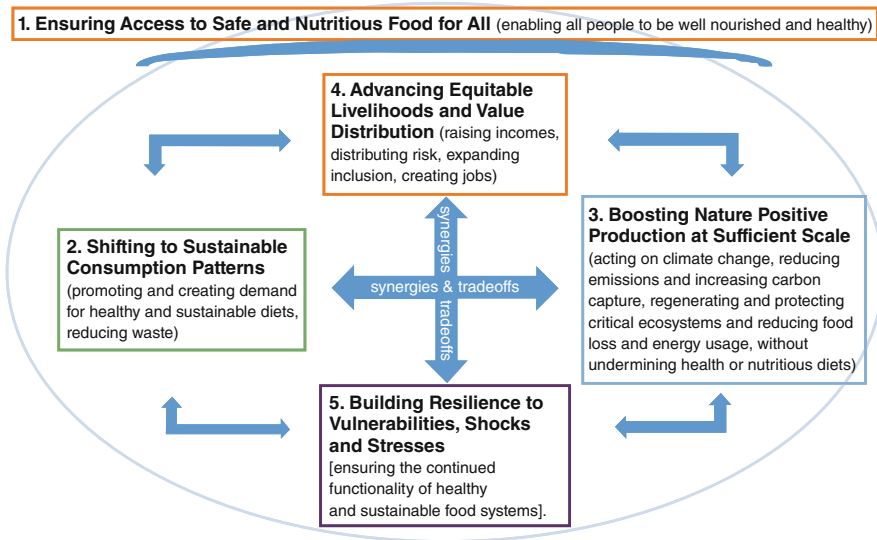 1. Ensuring Access to Safe and Nutritious Food for All (enabling all people to be well nourished and healthy)
4. Advancing Equitable
Livelihoods and Value
Distribution (raising incomes,
distributing risk, expanding
inclusion, creating jobs)
2. Shifting to Sustainable
Consumption Patterns
(promoting and creating demand
for healthy and sustainable diets,
reducing waste)
synergies & tradeoffs
synergies
tradeoffs
3. Boosting Nature Positive
Production at Sufficient Scale
(acting on climate change, reducing
emissions and increasing carbon
capture, regenerating and protecting
critical ecosystems and reducing food
loss and energy usage, without
undermining health or nutritious diets)
5. Building Resilience to
Vulnerabilities, Shocks
and Stresses
[ensuring the continued
functionality of healthy
and sustainable food systems].